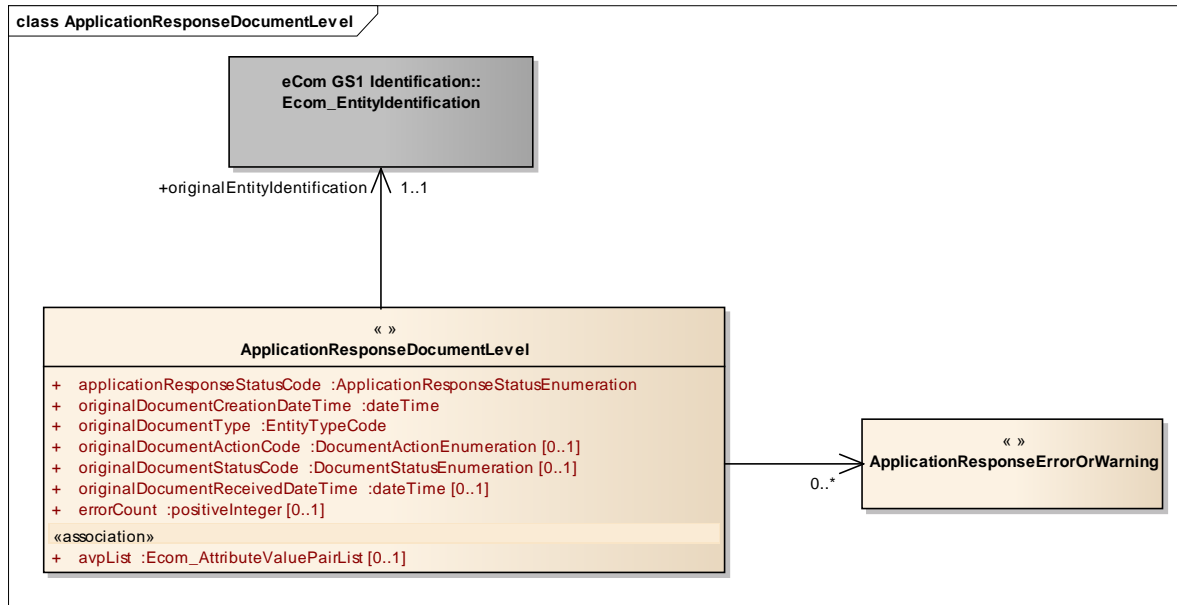 class ApplicationResponseDocumentLevel
eCom GS1 Identification::
Ecom_EntityIdentification
+originalEntityIdentification 1..1
« »
ApplicationResponseDocumentLevel
+ applicationResponseStatusCode :ApplicationResponseStatusEnumeration
+ originalDocumentCreationDateTime :dateTime
+ originalDocumentType :EntityTypeCode
+ originalDocumentActionCode :DocumentActionEnumeration [0..1]
+ originalDocumentStatusCode :DocumentStatusEnumeration [0..1]
+ originalDocumentReceivedDateTime :dateTime [0..1]
+ errorCount :positiveInteger [0..1]
«association»
+ avpList :Ecom_AttributeValuePairList [0..1]
0..*
« »
ApplicationResponseErrorOrWarning